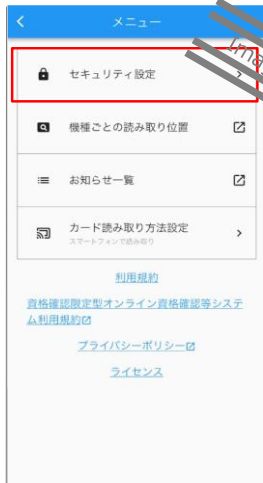 メニュー
セキュリティ設定
機種ごとの読み取り位置
お知らせ一覧
カード読み取り方法設定
スマートフォンで読み取り
利用規約
資格確認限定型オンライン資格確認等システ
ム利用規約
プライバシーポリシー
ライセンス